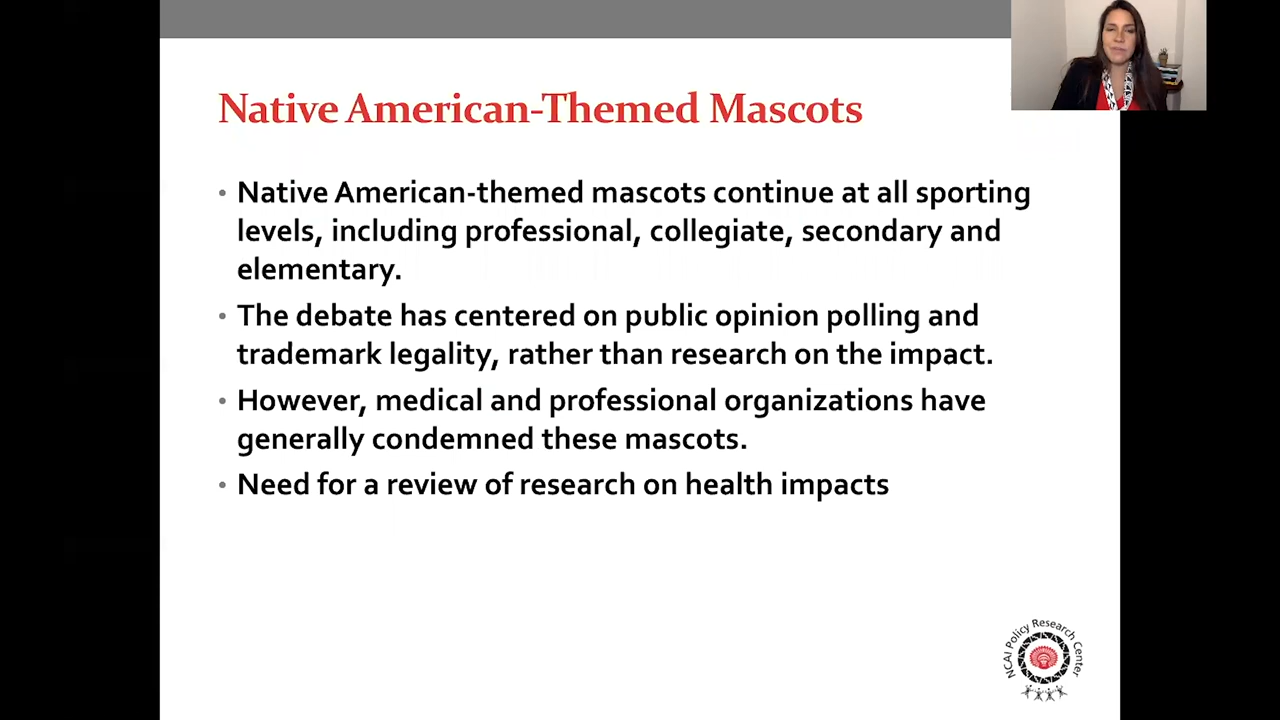 Native American-Themed Mascots
• Native American-themed mascots continue at all sporting
levels, including professional, collegiate, secondary and
elementary.
• The debate has centered on public opinion polling and
trademark legality, rather than research on the impact.
• However, medical and professional organizations have
generally condemned these mascots.
• Need for a review of research on health impacts
NCAI Policy Research Center